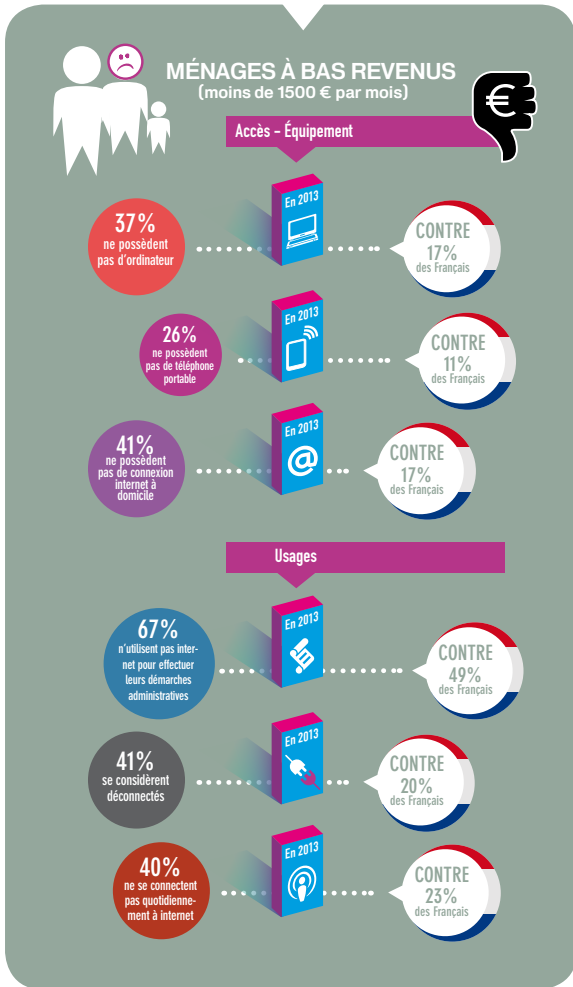 MÉNAGES À BAS REVENUS
(moins de 1500 € par mois)
€
Accès - Équipement
37%
ne possèdent
pas d'ordinateur
En 2013
CONTRE
17%
des Français
26%
ne possèdent
pas de téléphone
portable
En 2013
CONTRE
11%
des Français
41%
ne possèdent
pas de connexion
internet à
domicile
En 2013
@
CONTRE
17%
des Français
Usages
67%
n'utilisent pas inter-
net pour effectuer
leurs démarches
administratives
En 2013
CONTRE
49%
des Français
41%
se considèrent
déconnectés
En 2013
CONTRE
20%
des Français
40%
ne se connectent
pas quotidienne-
ment à internet
En 2013
CONTRE
23%
des Français